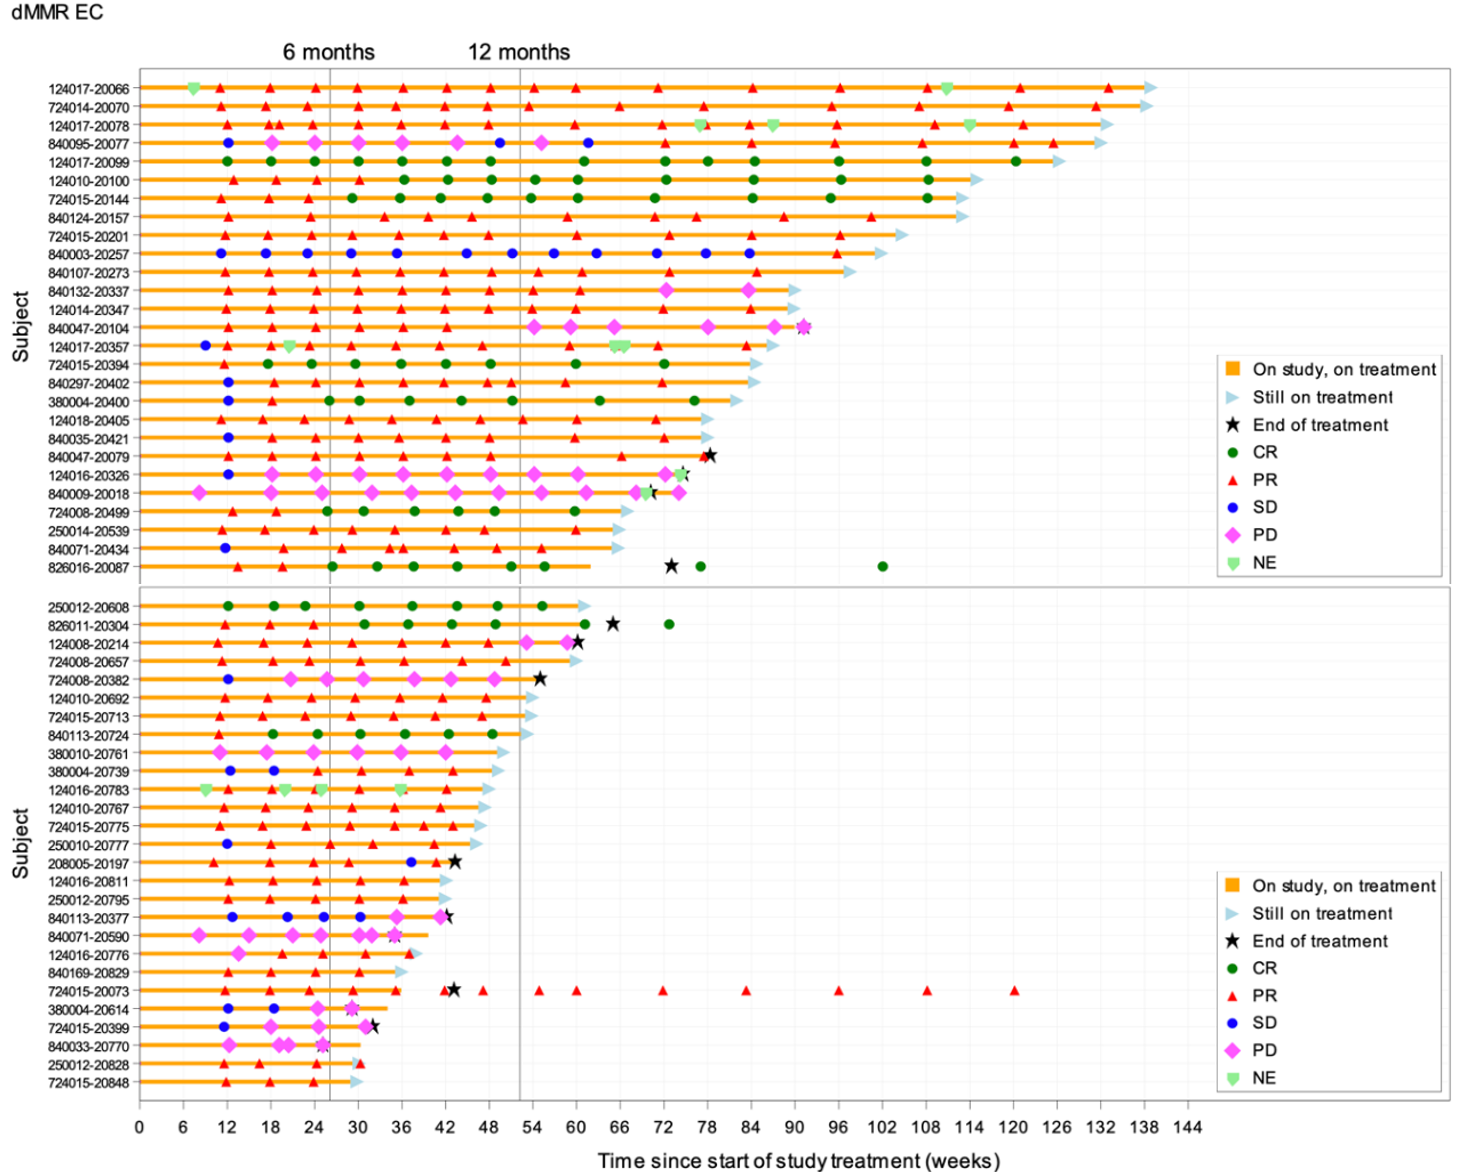 dMMR EC
6 months 12 months
124017-20066
724014-20070
124017-20078
840095-20077
124017-20099
124010-20100
724015-20144
840124-20157
724015-20201
840003-20257
840107-20273
840132-20337
124014-20347
840047-20104
124017-20357
724015-20394
840297-20402
380004-20400
124018-20405
840035-20421
840047-20079
124016-20326
840009-20018
724008-20499
250014-20539
840071-20434
826016-20087
Subject
On study, on treatment
Still on treatment
End of treatment
CR
PR
SD
PD
NE
250012-20608
826011-20304
124008-20214
724008-20657
724008-20382
124010-20692
724015-20713
840113-20724
380010-20761
380004-20739
124016-20783
124010-20767
724015-20775
250010-20777
208005-20197
124016-20811
250012-20795
840113-20377
840071-20590
124016-20776
840169-20829
724015-20073
380004-20614
724015-20399
840033-20770
250012-20828
724015-20848
Subject
On study, on treatment
Still on treatment
End of treatment
CR
PR
SD
PD
NE
0 6 12 18 24 30 36 42 48 54 60 66 72 78 84 90 96 102 108 114 120 126 132 138 144
Time since start of study treatment (weeks)